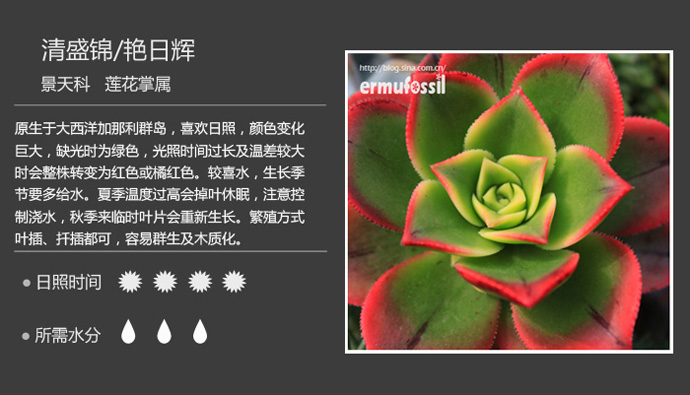 清盛锦/艳日辉
景天科 莲花掌属
原生于大西洋加那利群岛，喜欢日照，颜色变化
巨大，缺光时为绿色，光照时间过长及温差较大
时会整株转变为红色或橘红色。较喜水，生长季
节要多给水。夏季温度过高会掉叶休眠，注意控
制浇水，秋季来临时叶片会重新生长。繁殖方式
叶插、扦插都可，容易群生及木质化。
日照时间
所需水分
http://blog.sina.com.cn/
ermufossil